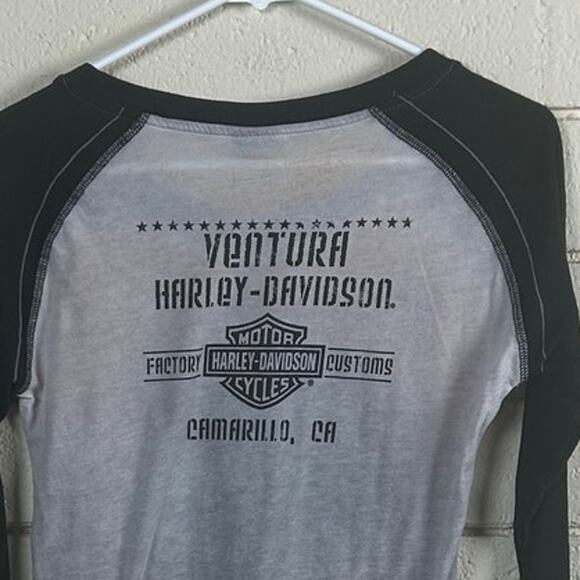 VENTURA
HARLEY-DAVIDSON®
MOTOR
FACTORY HARLEY-DAVIDSON CUSTOMS
CYCLES®
CAMARILLO, CA